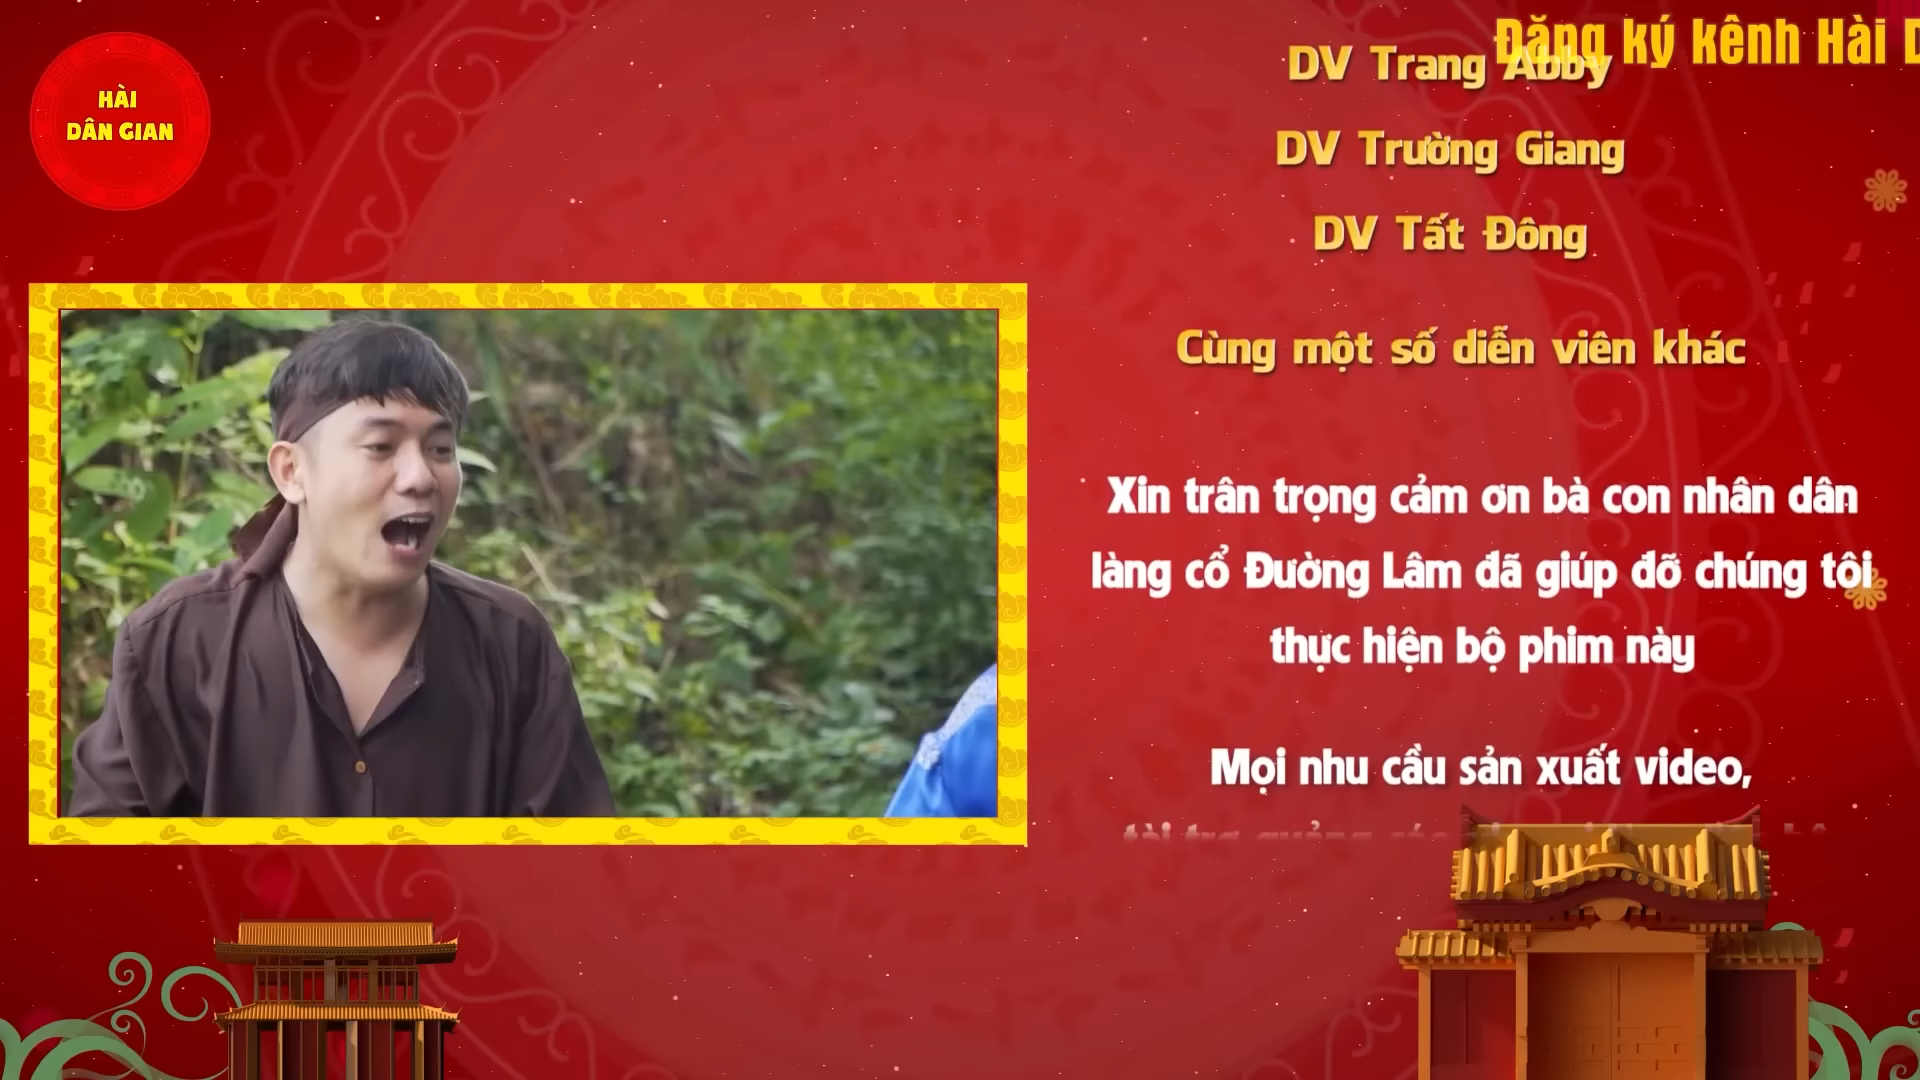 HÀI
DÂN GIAN
Đăng ký kênh Hài
DV Trang Abby
DV Trường Giang
DV Tất Đông
Cùng một số diễn viên khác
Xin trân trọng cảm ơn bà con nhân dân
làng cổ Đường Lâm đã giúp đỡ chúng tôi
thực hiện bộ phim này
Mọi nhu cầu sản xuất video,